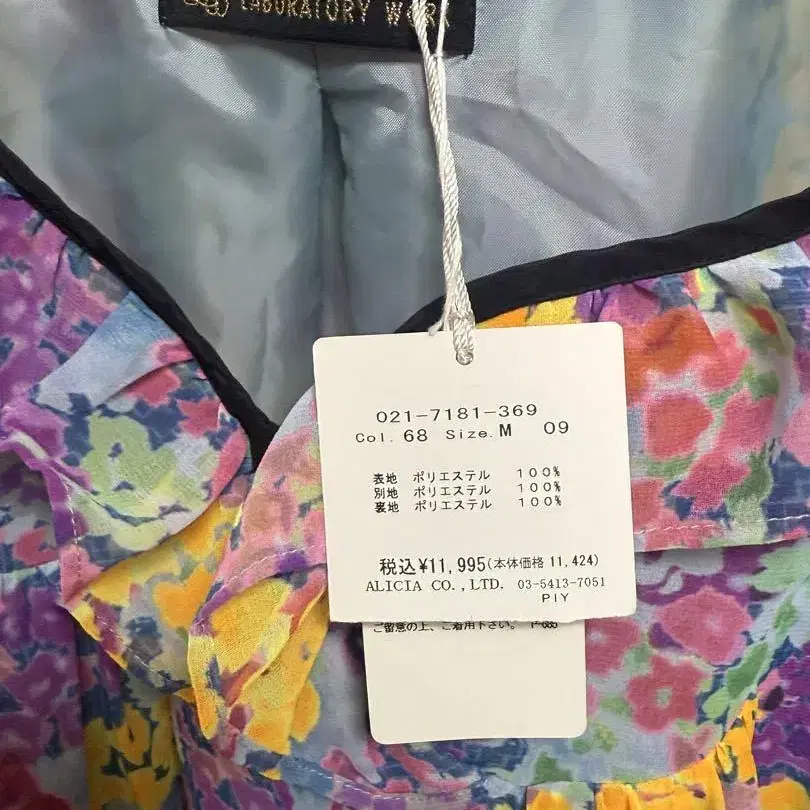 LABORATORY WORK
021-7181-369
Col. 68 Size. M 09
表地 ポリエステル 100%
別地 ポリエステル 100%
裏地 ポリエステル 100%
税込¥11,995(本体価格 11,424)
ALICIA CO.,LTD. 03-5413-7051
PIY
ご留意の上、ご着用下さい。